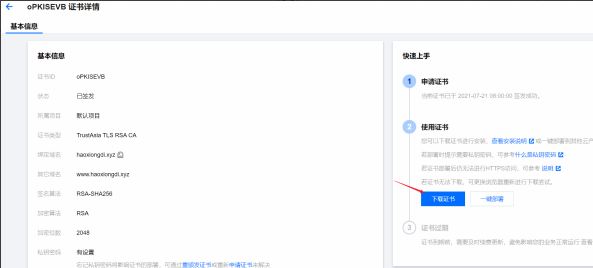 oPKISEVB 证书详情
基本信息
基本信息
证书ID oPKISEVB
状态 已签发
所属项目 默认项目
证书类型 TrustAsia TLS RSA CA
绑定域名 haoxiongdi.xyz
其它域名 www.haoxiongdi.xyz
签名算法 RSA-SHA256
加密算法 RSA
加密位数 2048
私钥密码 有设置
忘记私钥密码将影响证书的部署，可通过重颁发证书或重新申请证书来解决
快速上手
1 申请证书
当前证书已于 2021-07-21 08:00:00 签发成功。
2 使用证书
您可以下载证书进行安装，查看安装说明 或一键部署到其他云产
若部署时提示需要私钥密码，可参考什么是私钥密码
若证书部署后仍无法进行HTTPS访问，可参考 说明
若证书无法下载，可更换浏览器重新进行下载尝试。
下载证书 一键部署
3 证书过期
证书到期前，需要及时续费更新，避免影响您的业务正常运行 查看